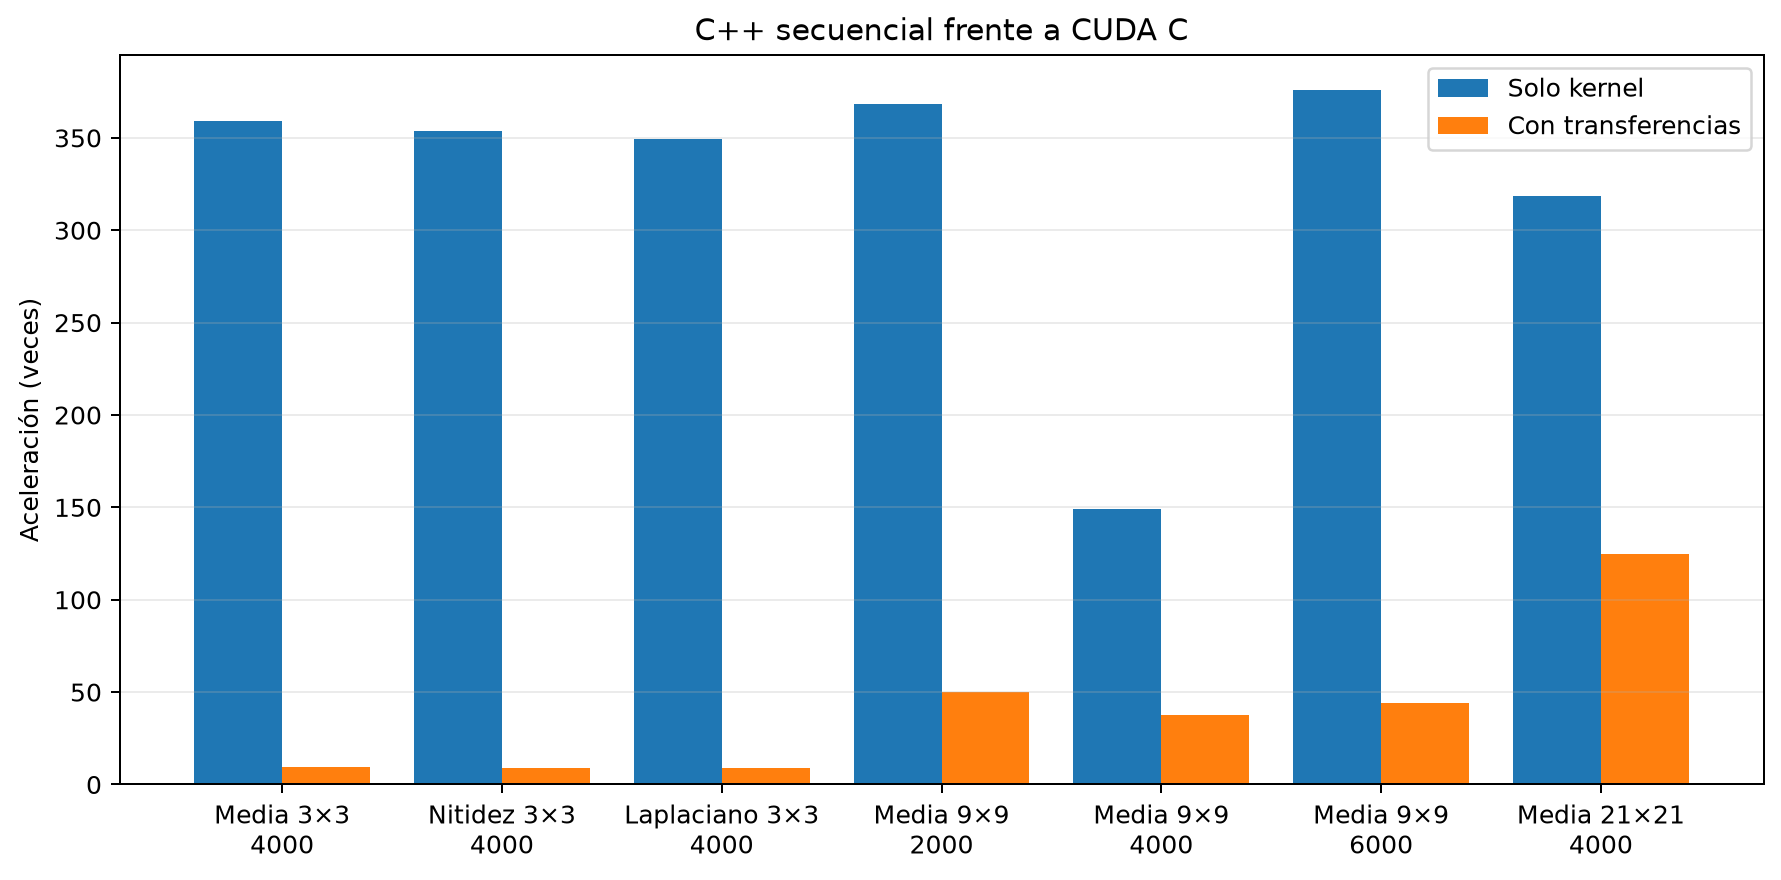 C++ secuencial frente a CUDA C
Solo kernel
Con transferencias
Aceleración (veces)
350
300
250
200
150
100
50
0
Media 3×3
4000
Nitidez 3×3
4000
Laplaciano 3×3
4000
Media 9×9
2000
Media 9×9
4000
Media 9×9
6000
Media 21×21
4000